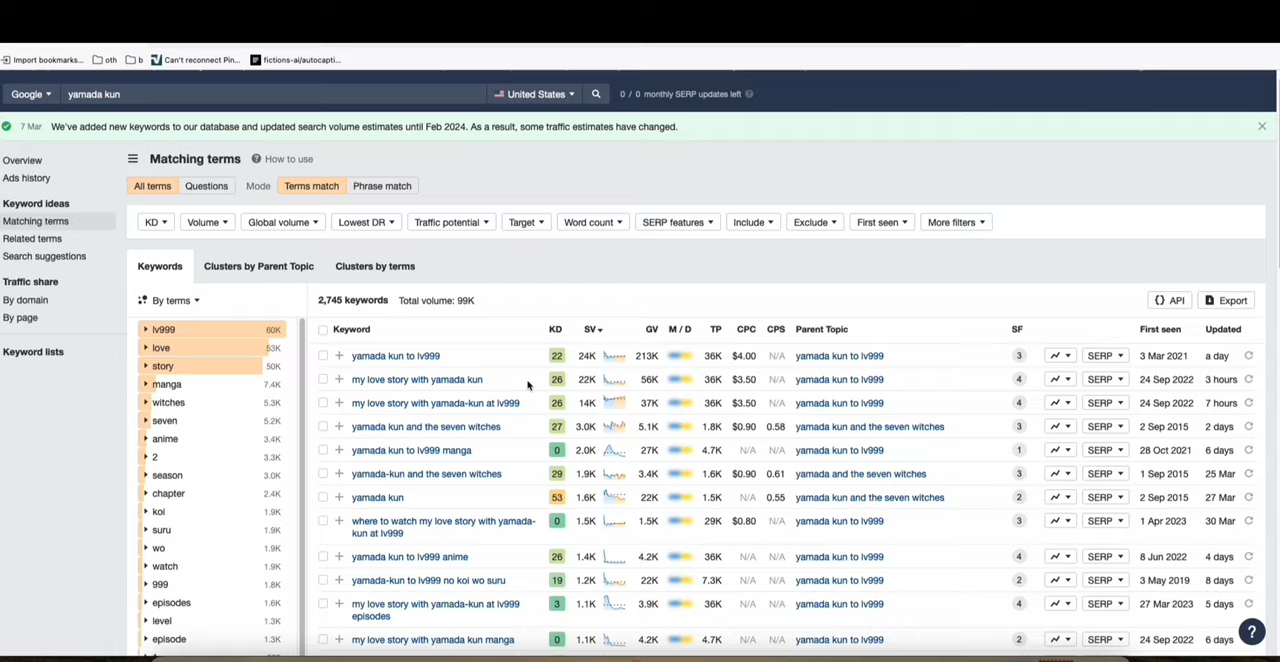 Import bookmarks... oth b Can't reconnect Pin... fictions-ai/autocapti...
Google yamada kun United States 0 / 0 monthly SERP updates left
7 Mar We've added new keywords to our database and updated search volume estimates until Feb 2024. As a result, some traffic estimates have changed.
Overview
Ads history
Keyword ideas
Matching terms
Related terms
Search suggestions
Traffic share
By domain
By page
Keyword lists
Matching terms How to use
All terms Questions Mode Terms match Phrase match
KD Volume Global volume Lowest DR Traffic potential Target Word count SERP features Include Exclude First seen More filters
Keywords Clusters by Parent Topic Clusters by terms
By terms
lv999 60K
love 53K
story 50K
manga 7.4K
witches 5.3K
seven 5.2K
anime 3.4K
2 3.3K
season 3.0K
chapter 2.4K
koi 1.9K
suru 1.9K
wo 1.9K
watch 1.9K
999 1.8K
episodes 1.6K
level 1.3K
episode 1.3K
2,745 keywords Total volume: 99K API Export
Keyword KD SV GV M / D TP CPC CPS Parent Topic SF First seen Updated
yamada kun to lv999 22 24K 213K 36K $4.00 N/A yamada kun to lv999 3 SERP 3 Mar 2021 a day
my love story with yamada kun 26 22K 56K 36K $3.50 N/A yamada kun to lv999 4 SERP 24 Sep 2022 3 hours
my love story with yamada-kun at lv999 26 14K 37K 36K $3.50 N/A yamada kun to lv999 4 SERP 24 Sep 2022 7 hours
yamada kun and the seven witches 27 3.0K 5.1K 1.8K $0.90 0.58 yamada kun and the seven witches 3 SERP 2 Sep 2015 2 days
yamada kun to lv999 manga 0 2.0K 27K 4.7K N/A N/A yamada kun to lv999 1 SERP 28 Oct 2021 6 days
yamada-kun and the seven witches 29 1.9K 3.4K 1.6K $0.90 0.61 yamada and the seven witches 3 SERP 1 Sep 2015 25 Mar
yamada kun 53 1.6K 22K 1.5K N/A 0.55 yamada kun and the seven witches 2 SERP 2 Sep 2015 27 Mar
where to watch my love story with yamada-
kun at lv999 0 1.5K 1.5K 29K $0.80 N/A yamada kun to lv999 3 SERP 1 Apr 2023 30 Mar
yamada kun to lv999 anime 26 1.4K 4.2K 36K N/A N/A yamada kun to lv999 4 SERP 8 Jun 2022 4 days
yamada-kun to lv999 no koi wo suru 19 1.2K 22K 7.3K N/A N/A yamada kun to lv999 2 SERP 3 May 2019 8 days
my love story with yamada-kun at lv999
episodes 3 1.1K 3.9K 36K N/A N/A yamada kun to lv999 4 SERP 27 Mar 2023 5 days
my love story with yamada kun manga 0 1.1K 4.2K 4.7K N/A N/A yamada kun to lv999 2 SERP 24 Sep 2022 6 days
?